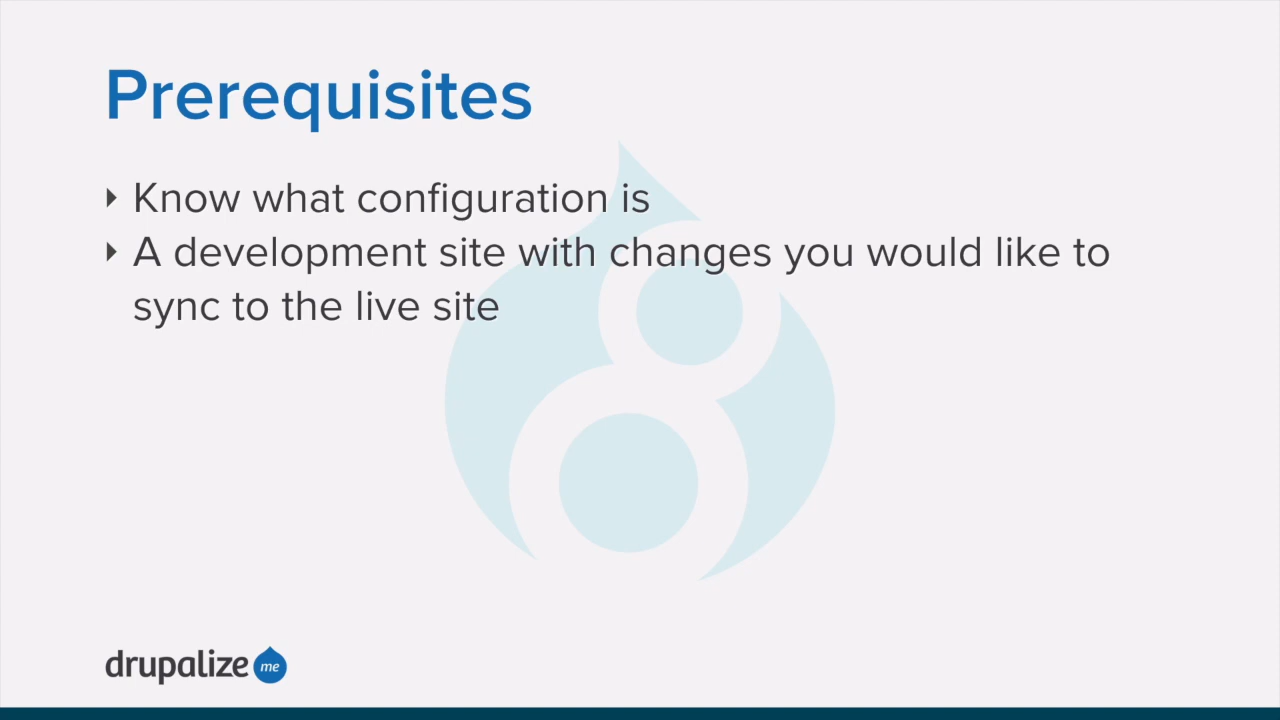 Prerequisites
Know what configuration is
A development site with changes you would like to
sync to the live site
drupalize me